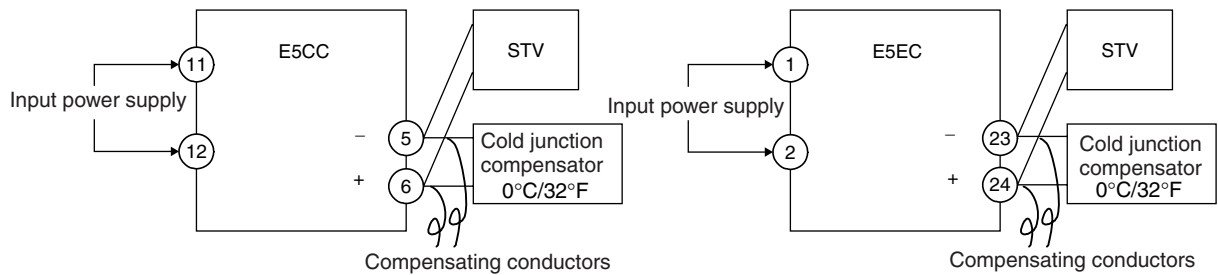 E5CC
STV
11
Input power supply
12
−
5
+
6
Cold junction
compensator
0°C/32°F
Compensating conductors
E5EC
STV
1
Input power supply
2
−
23
+
24
Cold junction
compensator
0°C/32°F
Compensating conductors